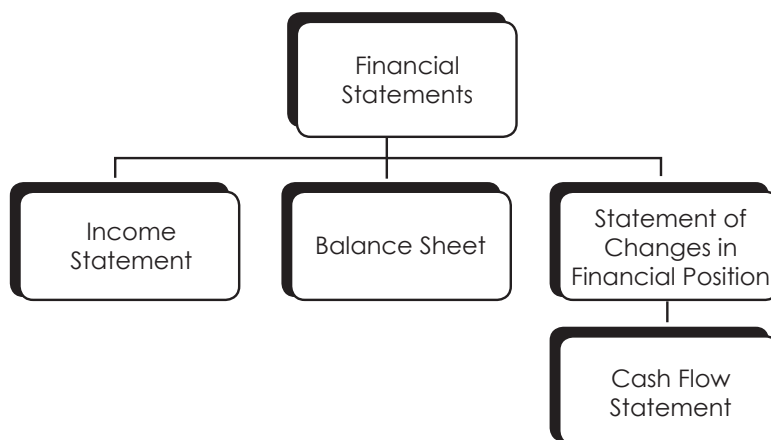 Financial
Statements
Income
Statement
Balance Sheet
Statement of
Changes in
Financial Position
Cash Flow
Statement